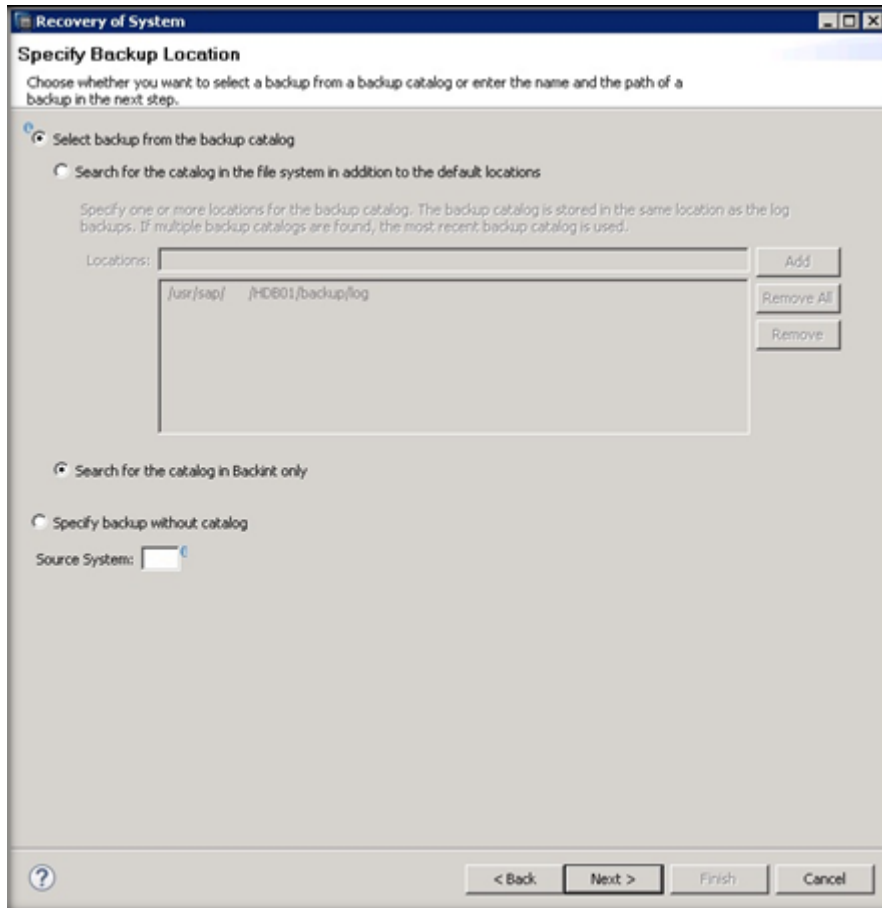 Recovery of System
Specify Backup Location
Choose whether you want to select a backup from a backup catalog or enter the name and the path of a
backup in the next step.
Select backup from the backup catalog
Search for the catalog in the file system in addition to the default locations
Specify one or more locations for the backup catalog. The backup catalog is stored in the same location as the log
backups. If multiple backup catalogs are found, the most recent backup catalog is used.
Locations:
Add
/usr/sap/ /HDB01/backup/log
Remove All
Remove
Search for the catalog in Backint only
Specify backup without catalog
Source System:
< Back
Next >
Finish
Cancel